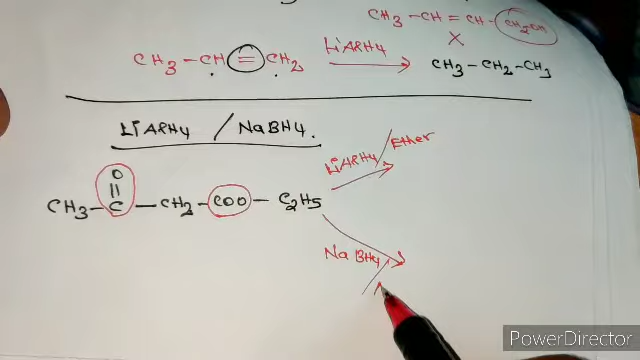 CH3 - CH = CH - CH2OH
X
CH3 - CH = CH2 LiAlH4 CH3 - CH2 - CH3
LiAlH4 / NaBH4.
LiAlH4 / Ether
O
||
CH3 - C - CH2 - COO - C2H5
NaBH4 /
PowerDirector